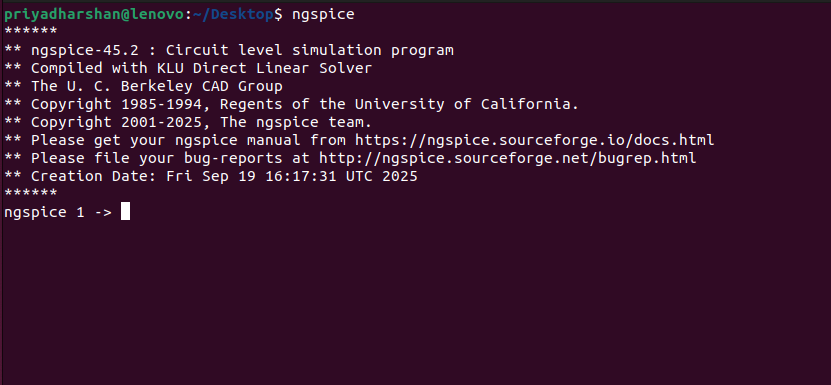 priyadharshan@lenovo:~/Desktop$ ngspice
******
** ngspice-45.2 : Circuit level simulation program
** Compiled with KLU Direct Linear Solver
** The U. C. Berkeley CAD Group
** Copyright 1985-1994, Regents of the University of California.
** Copyright 2001-2025, The ngspice team.
** Please get your ngspice manual from https://ngspice.sourceforge.io/docs.html
** Please file your bug-reports at http://ngspice.sourceforge.net/bugrep.html
** Creation Date: Fri Sep 19 16:17:31 UTC 2025
******
ngspice 1 ->